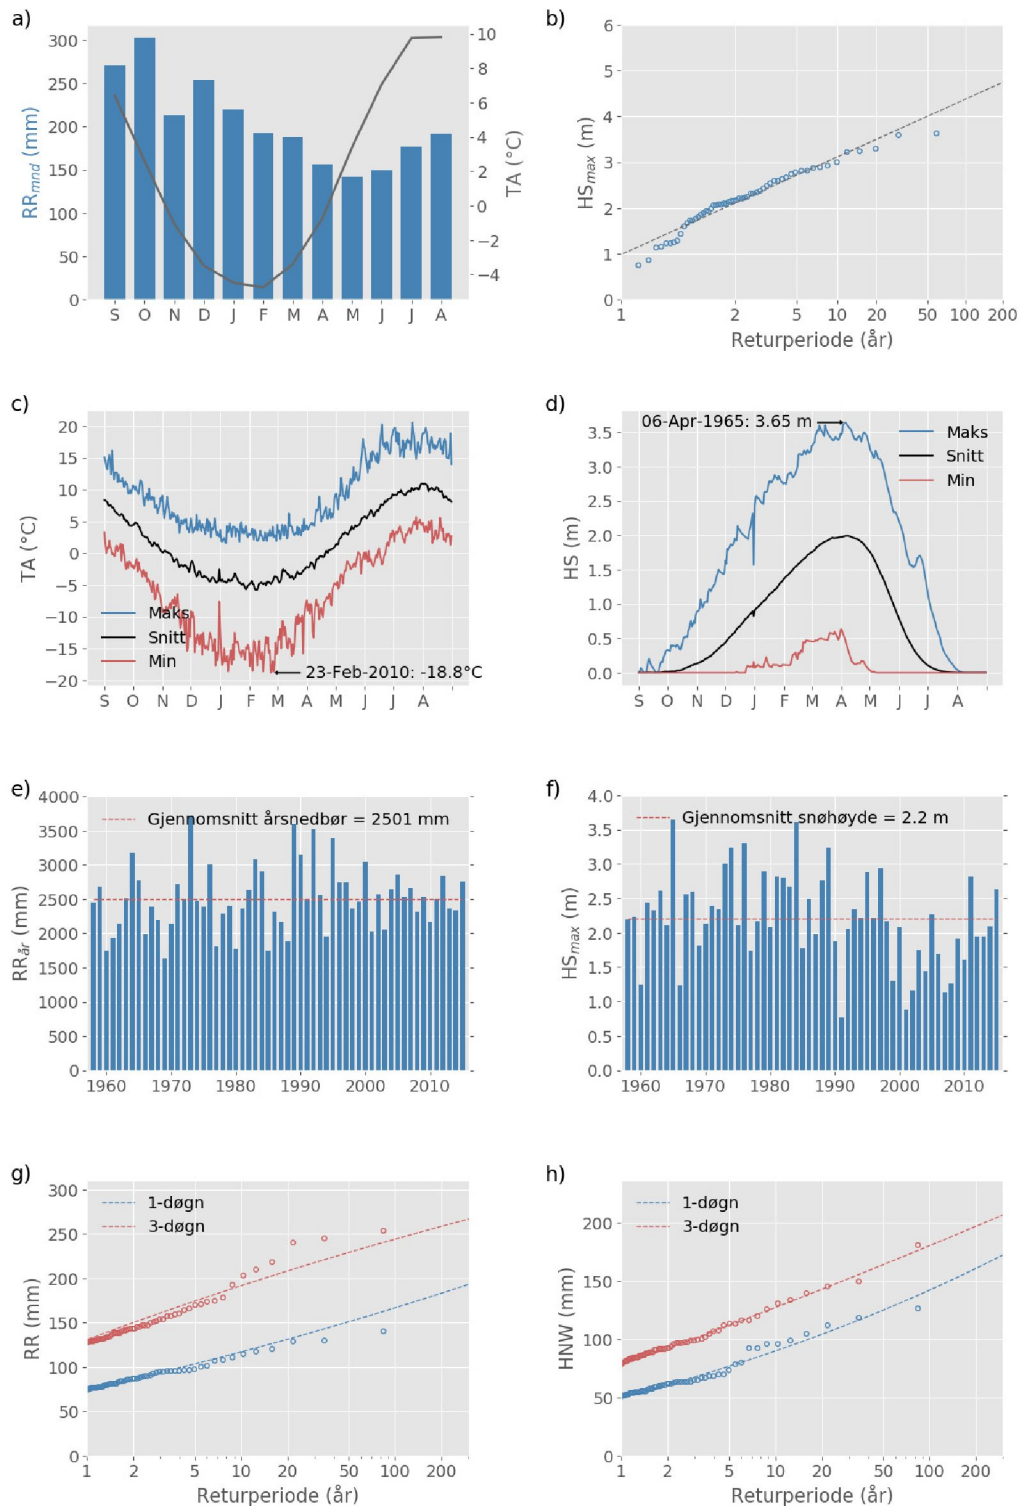 a)
300
250
200
150
100
50
0
RR_mnd (mm)
10
8
6
4
2
0
−2
−4
TA (°C)
S O N D J F M A M J J A
b)
6
5
4
3
2
1
0
HS_max (m)
1 2 5 10 20 50 100 200
Returperiode (år)
c)
20
15
10
5
0
−5
−10
−15
−20
TA (°C)
Maks
Snitt
Min
23-Feb-2010: -18.8°C
S O N D J F M A M J J A
d)
06-Apr-1965: 3.65 m
3.5
3.0
2.5
2.0
1.5
1.0
0.5
0.0
HS (m)
Maks
Snitt
Min
S O N D J F M A M J J A
e)
4000
3500
3000
2500
2000
1500
1000
500
0
RR_år (mm)
Gjennomsnitt årsnedbør = 2501 mm
1960 1970 1980 1990 2000 2010
f)
4.0
3.5
3.0
2.5
2.0
1.5
1.0
0.5
0.0
HS_max (m)
Gjennomsnitt snøhøyde = 2.2 m
1960 1970 1980 1990 2000 2010
g)
300
250
200
150
100
50
0
RR (mm)
1-døgn
3-døgn
1 2 5 10 20 50 100 200
Returperiode (år)
h)
200
150
100
50
0
HNW (mm)
1-døgn
3-døgn
1 2 5 10 20 50 100 200
Returperiode (år)